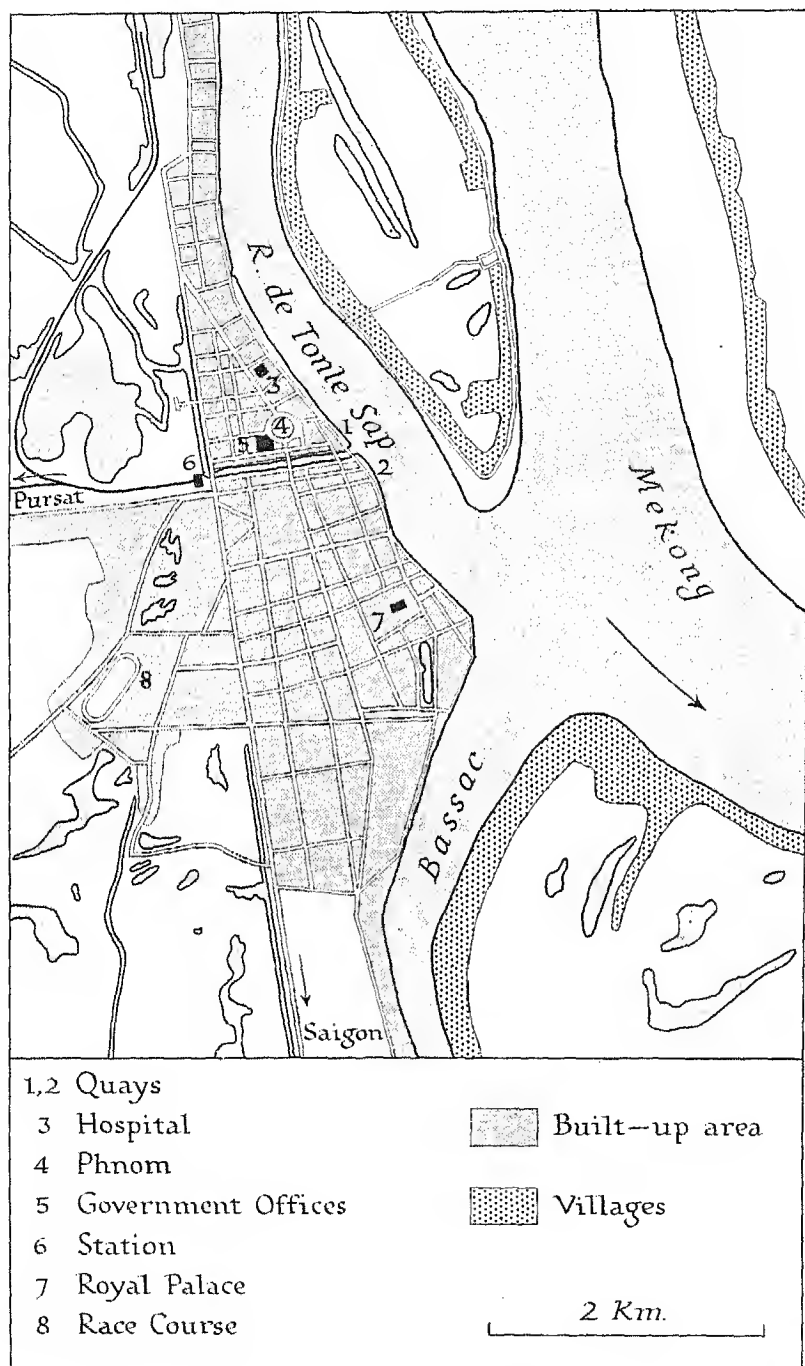 R. de Tonle Sap
3
4
1
5
6
2
Pursat
Mekong
7
8
Bassac
Saigon
1,2 Quays
3 Hospital
4 Phnom
5 Government Offices
6 Station
7 Royal Palace
8 Race Course
Built-up area
Villages
2 Km.